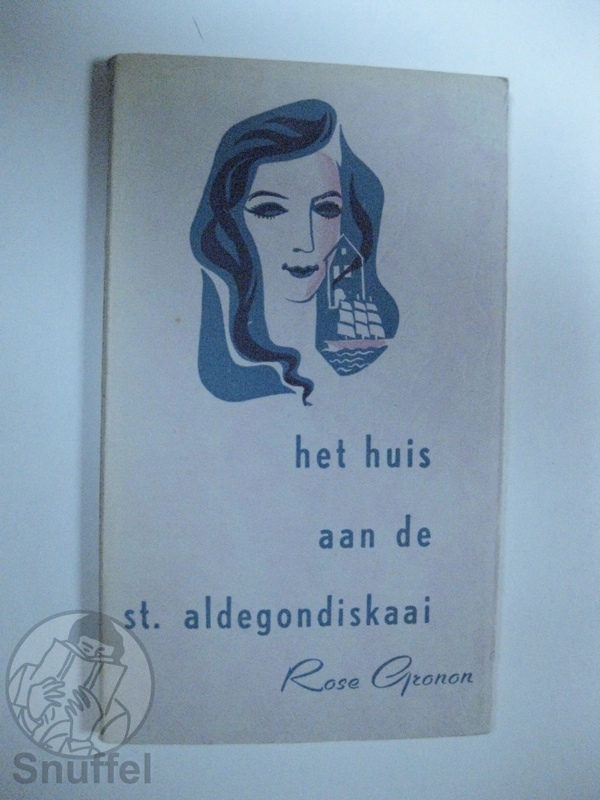 het huis
aan de
st. aldegondiskaai
Rose Gronon
Snuffel